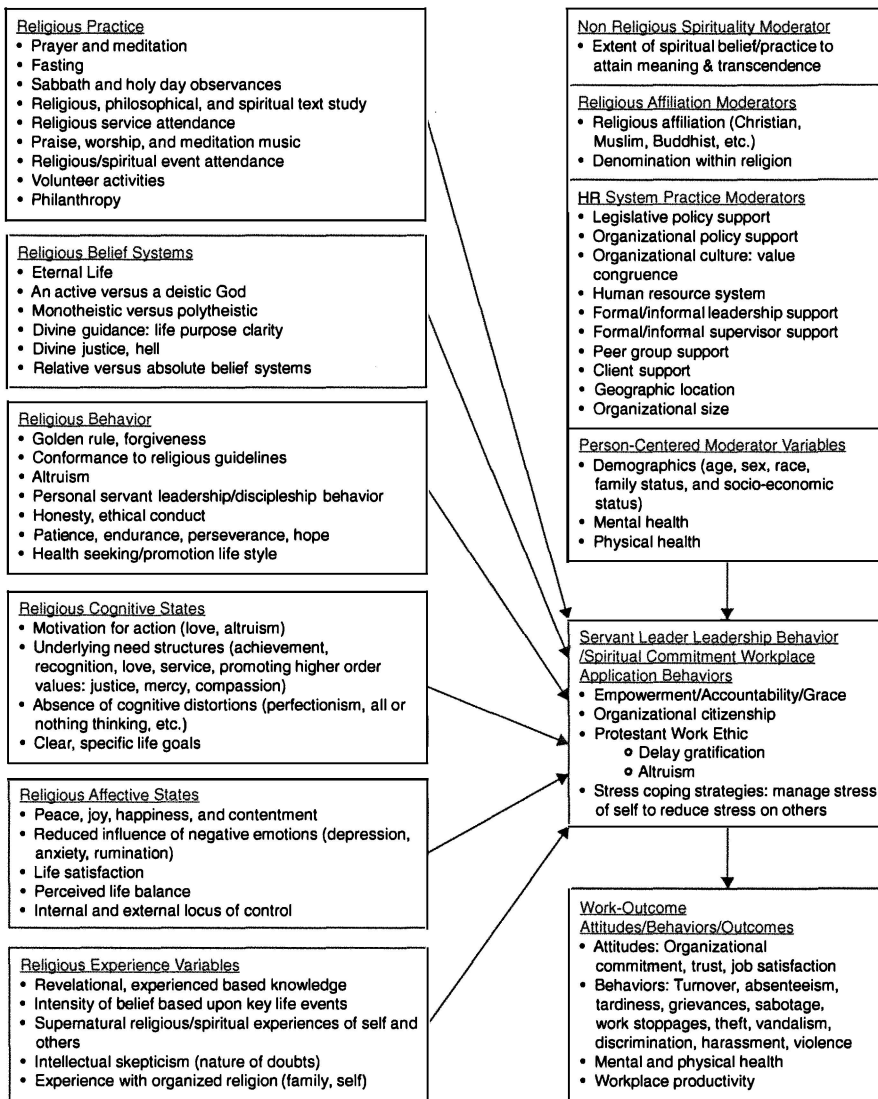 Religious Practice
• Prayer and meditation
• Fasting
• Sabbath and holy day observances
• Religious, philosophical, and spiritual text study
• Religious service attendance
• Praise, worship, and meditation music
• Religious/spiritual event attendance
• Volunteer activities
• Philanthropy
Religious Belief Systems
• Eternal Life
• An active versus a deistic God
• Monotheistic versus polytheistic
• Divine guidance: life purpose clarity
• Divine justice, hell
• Relative versus absolute belief systems
Religious Behavior
• Golden rule, forgiveness
• Conformance to religious guidelines
• Altruism
• Personal servant leadership/discipleship behavior
• Honesty, ethical conduct
• Patience, endurance, perseverance, hope
• Health seeking/promotion life style
Religious Cognitive States
• Motivation for action (love, altruism)
• Underlying need structures (achievement,
recognition, love, service, promoting higher order
values: justice, mercy, compassion)
• Absence of cognitive distortions (perfectionism, all or
nothing thinking, etc.)
• Clear, specific life goals
Religious Affective States
• Peace, joy, happiness, and contentment
• Reduced influence of negative emotions (depression,
anxiety, rumination)
• Life satisfaction
• Perceived life balance
• Internal and external locus of control
Religious Experience Variables
• Revelational, experienced based knowledge
• Intensity of belief based upon key life events
• Supernatural religious/spiritual experiences of self and
others
• Intellectual skepticism (nature of doubts)
• Experience with organized religion (family, self)
Non Religious Spirituality Moderator
• Extent of spiritual belief/practice to
attain meaning & transcendence
Religious Affiliation Moderators
• Religious affiliation (Christian,
Muslim, Buddhist, etc.)
• Denomination within religion
HR System Practice Moderators
• Legislative policy support
• Organizational policy support
• Organizational culture: value
congruence
• Human resource system
• Formal/informal leadership support
• Formal/informal supervisor support
• Peer group support
• Client support
• Geographic location
• Organizational size
Person-Centered Moderator Variables
• Demographics (age, sex, race,
family status, and socio-economic
status)
• Mental health
• Physical health
Servant Leader Leadership Behavior
/Spiritual Commitment Workplace
Application Behaviors
• Empowerment/Accountability/Grace
• Organizational citizenship
• Protestant Work Ethic
o Delay gratification
o Altruism
• Stress coping strategies: manage stress
of self to reduce stress on others
Work-Outcome
Attitudes/Behaviors/Outcomes
• Attitudes: Organizational
commitment, trust, job satisfaction
• Behaviors: Turnover, absenteeism,
tardiness, grievances, sabotage,
work stoppages, theft, vandalism,
discrimination, harassment, violence
• Mental and physical health
• Workplace productivity